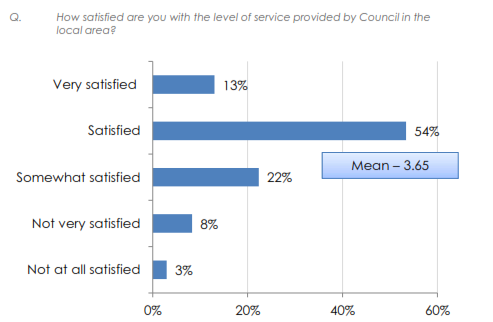 Q. How satisfied are you with the level of service provided by Council in the
local area?
Very satisfied 13%
Satisfied 54%
Mean – 3.65
Somewhat satisfied 22%
Not very satisfied 8%
Not at all satisfied 3%
0% 20% 40% 60%